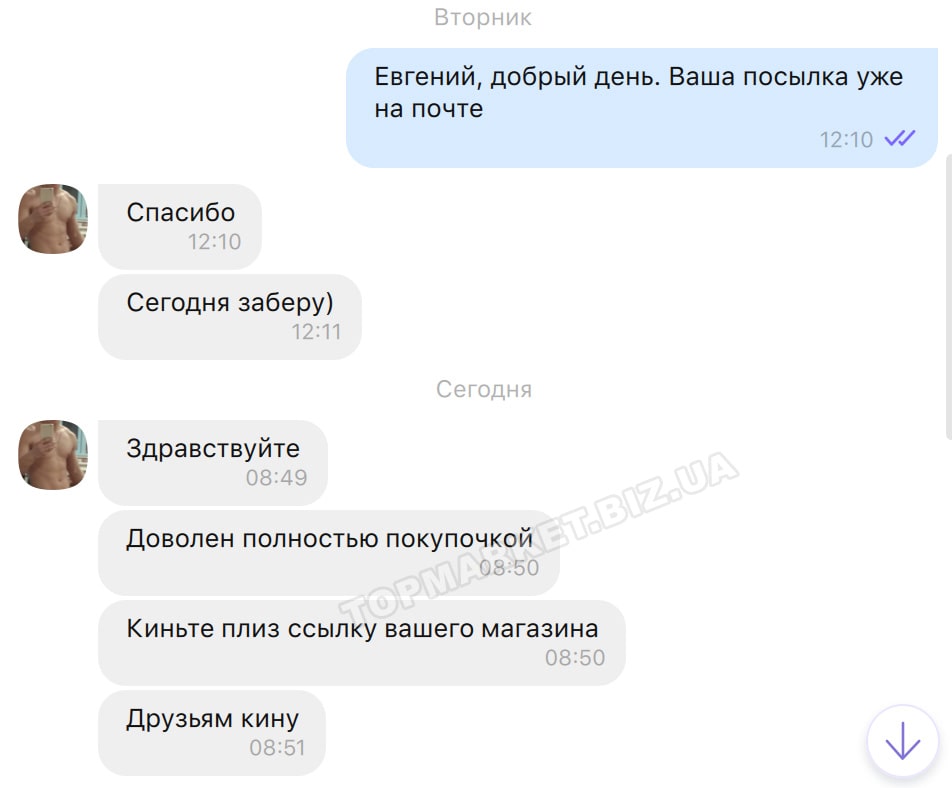 Вторник
Евгений, добрый день. Ваша посылка уже
на почте
12:10
Спасибо
12:10
Сегодня заберу)
12:11
Сегодня
Здравствуйте
08:49
Доволен полностью покупочкой
08:50
Киньте плиз ссылку вашего магазина
08:50
Друзьям кину
08:51
TOPMARKET.BIZ.UA